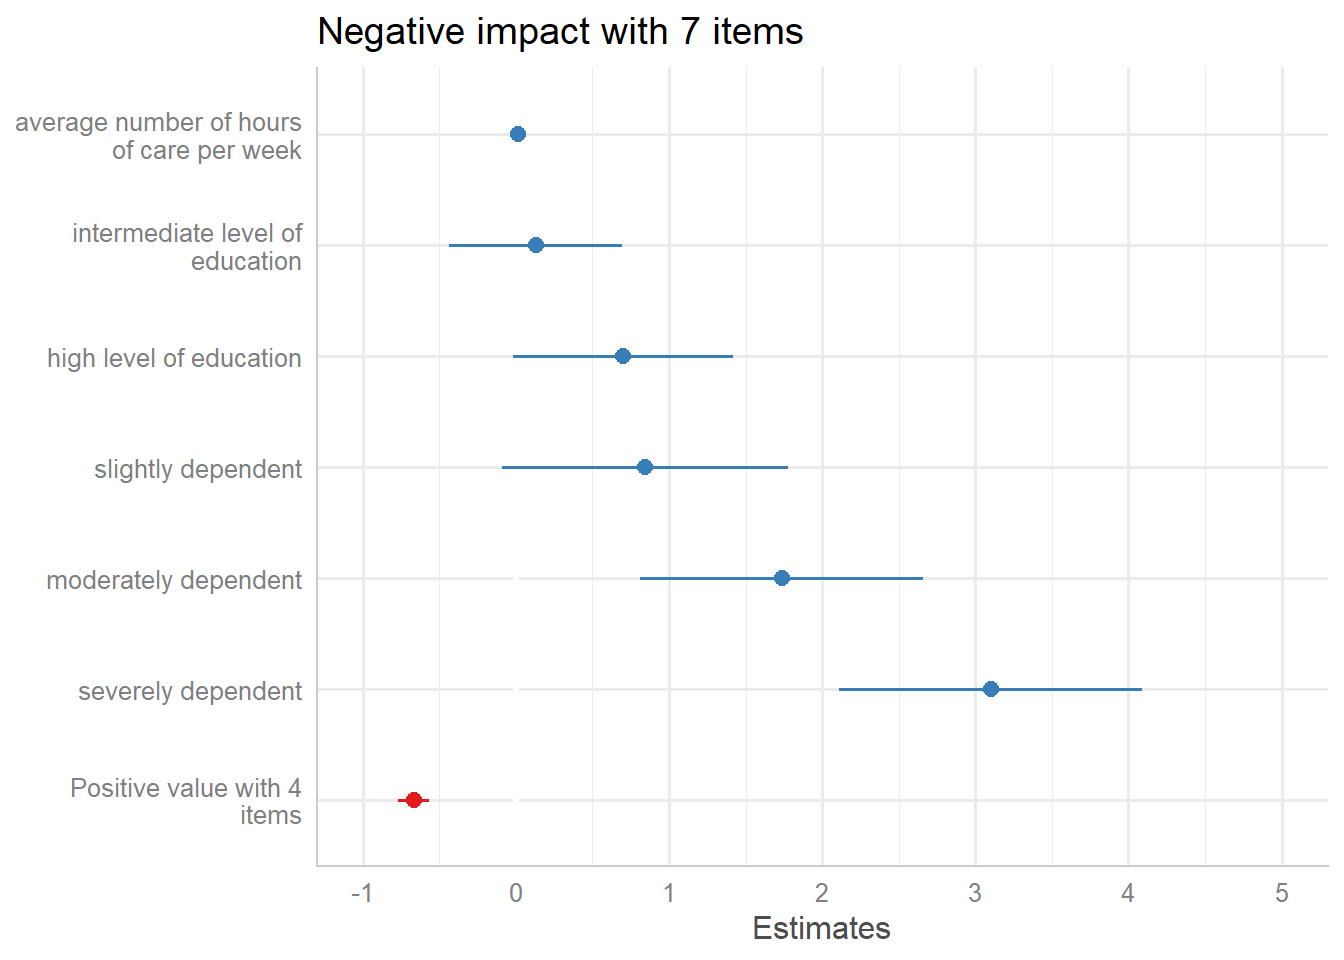 Negative impact with 7 items
average number of hours
of care per week
intermediate level of
education
high level of education
slightly dependent
moderately dependent
severely dependent
Positive value with 4
items
-1 0 1 2 3 4 5
Estimates